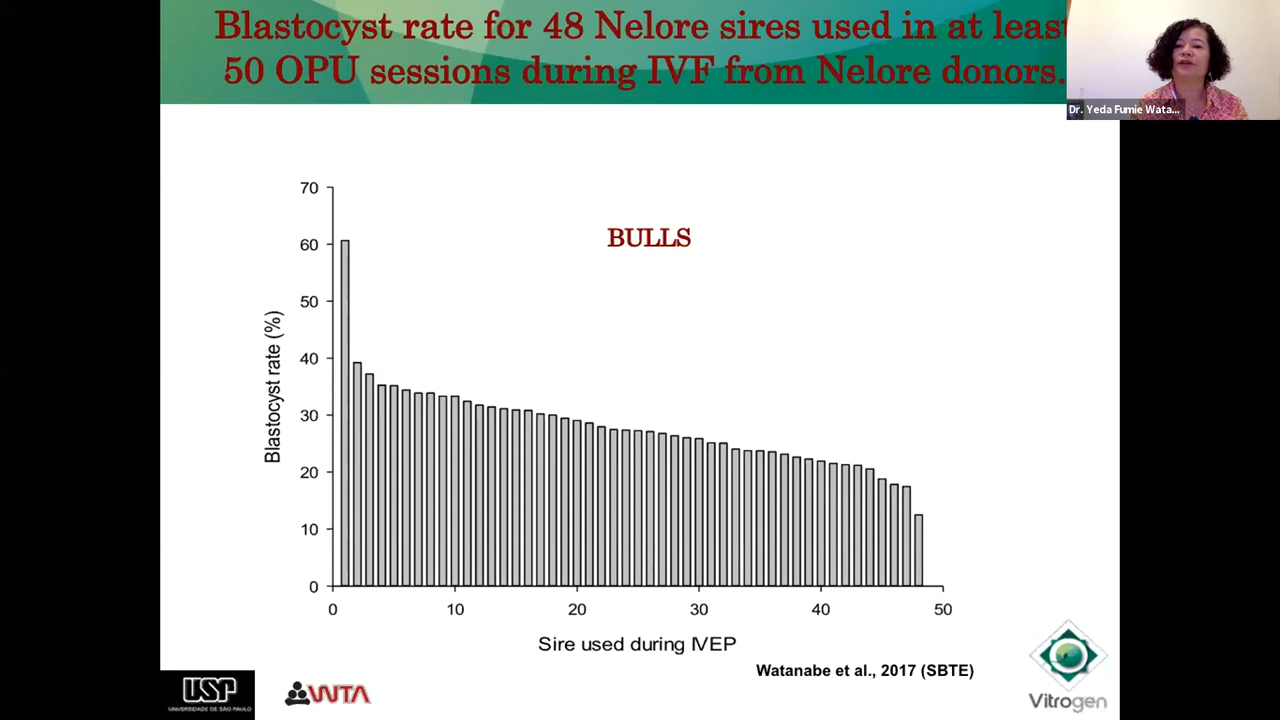 Blastocyst rate for 48 Nelore sires used in at least
50 OPU sessions during IVF from Nelore donors.
Dr. Yeda Fumie Wata...
BULLS
Blastocyst rate (%)
70
60
50
40
30
20
10
0
0 10 20 30 40 50
Sire used during IVEP
Watanabe et al., 2017 (SBTE)
USP
UNIVERSIDADE DE SÃO PAULO
WTA
Vitrogen